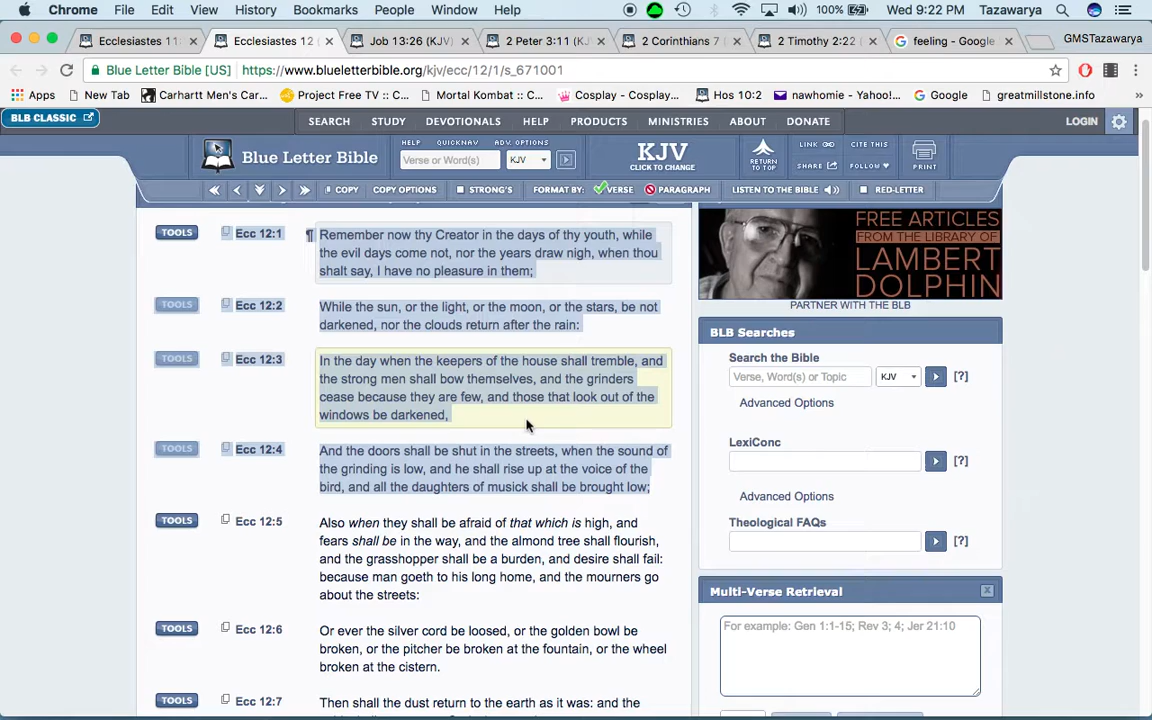 Chrome File Edit View History Bookmarks People Window Help 100% Wed 9:22 PM Tazawarya
Ecclesiastes 11: Ecclesiastes 12 ( Job 13:26 (KJV) 2 Peter 3:11 (KJV) 2 Corinthians 7 ( 2 Timothy 2:22 ( feeling - Google GMSTazawarya
Blue Letter Bible [US] https://www.blueletterbible.org/kjv/ecc/12/1/s_671001
Apps New Tab Carhartt Men's Car... Project Free TV :: C... Mortal Kombat :: C... Cosplay - Cosplay... Hos 10:2 nawhomie - Yahoo!... Google greatmillstone.info »
BLB CLASSIC SEARCH STUDY DEVOTIONALS HELP PRODUCTS MINISTRIES ABOUT DONATE LOGIN
Blue Letter Bible
HELP QUICKNAV ADV. OPTIONS
Verse or Word(s) KJV
KJV
CLICK TO CHANGE
RETURN
TO TOP
LINK CITE THIS
SHARE FOLLOW PRINT
COPY COPY OPTIONS STRONG'S FORMAT BY: VERSE PARAGRAPH LISTEN TO THE BIBLE RED-LETTER
TOOLS Ecc 12:1 ¶ Remember now thy Creator in the days of thy youth, while
the evil days come not, nor the years draw nigh, when thou
shalt say, I have no pleasure in them;
TOOLS Ecc 12:2 While the sun, or the light, or the moon, or the stars, be not
darkened, nor the clouds return after the rain:
TOOLS Ecc 12:3 In the day when the keepers of the house shall tremble, and
the strong men shall bow themselves, and the grinders
cease because they are few, and those that look out of the
windows be darkened,
TOOLS Ecc 12:4 And the doors shall be shut in the streets, when the sound of
the grinding is low, and he shall rise up at the voice of the
bird, and all the daughters of musick shall be brought low;
TOOLS Ecc 12:5 Also when they shall be afraid of that which is high, and
fears shall be in the way, and the almond tree shall flourish,
and the grasshopper shall be a burden, and desire shall fail:
because man goeth to his long home, and the mourners go
about the streets:
TOOLS Ecc 12:6 Or ever the silver cord be loosed, or the golden bowl be
broken, or the pitcher be broken at the fountain, or the wheel
broken at the cistern.
TOOLS Ecc 12:7 Then shall the dust return to the earth as it was: and the
FREE ARTICLES
FROM THE LIBRARY OF
LAMBERT
DOLPHIN
PARTNER WITH THE BLB
BLB Searches
Search the Bible
Verse, Word(s) or Topic KJV [?]
Advanced Options
LexiConc
[?]
Advanced Options
Theological FAQs
[?]
Multi-Verse Retrieval x
For example: Gen 1:1-15; Rev 3; 4; Jer 21:10